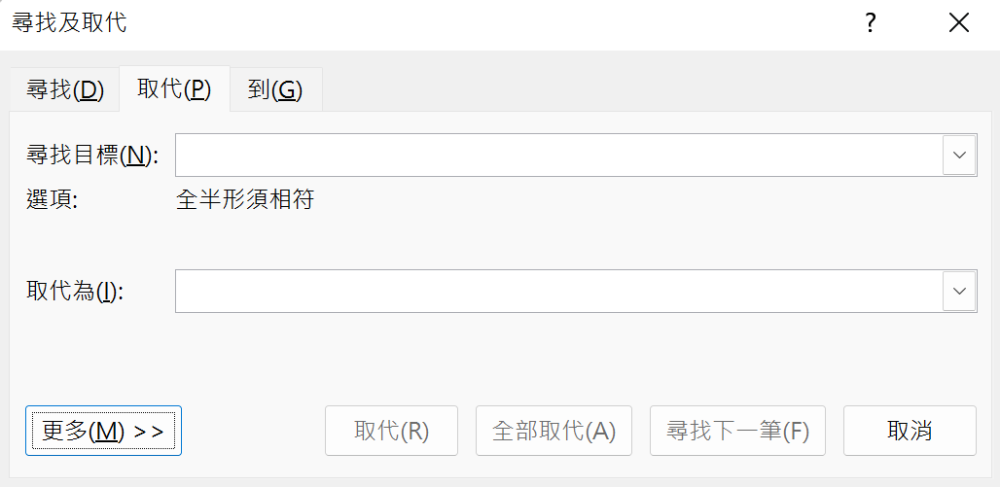 尋找及取代 ?
尋找(D) 取代(P) 到(G)
尋找目標(N):
選項: 全半形須相符
取代為(I):
更多(M) >> 取代(R) 全部取代(A) 尋找下一筆(F) 取消